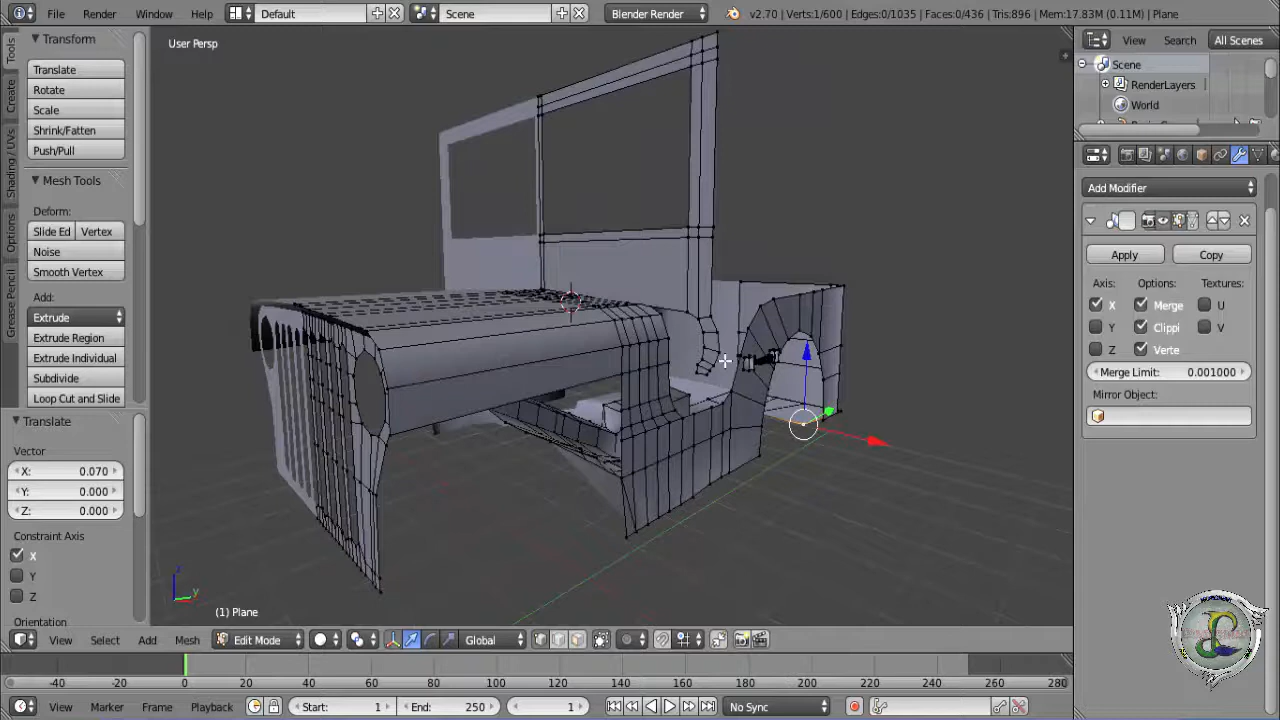 File Render Window Help Default Scene Blender Render v2.70 | Verts:1/600 | Edges:0/1035 | Faces:0/436 | Tris:896 | Mem:17.83M (0.11M) | Plane
Tools
Create
Shading / UVs
Options
Grease Pencil
Transform
Translate
Rotate
Scale
Shrink/Fatten
Push/Pull
Mesh Tools
Deform:
Slide Ed Vertex
Noise
Smooth Vertex
Add:
Extrude
Extrude Region
Extrude Individual
Subdivide
Loop Cut and Slide
Translate
Vector
X: 0.070
Y: 0.000
Z: 0.000
Constraint Axis
X
Y
Z
Orientation
User Persp
(1) Plane
z
y
View Search All Scenes
Scene
RenderLayers
World
Add Modifier
Apply Copy
Axis: Options: Textures:
X Merge U
Y Clippi V
Z Verte
Merge Limit: 0.001000
Mirror Object:
View Select Add Mesh Edit Mode Global
-40 -20 0 20 40 60 80 100 120 140 160 180 200 220 240 260 280
View Marker Frame Playback Start: 1 End: 250 1 No Sync